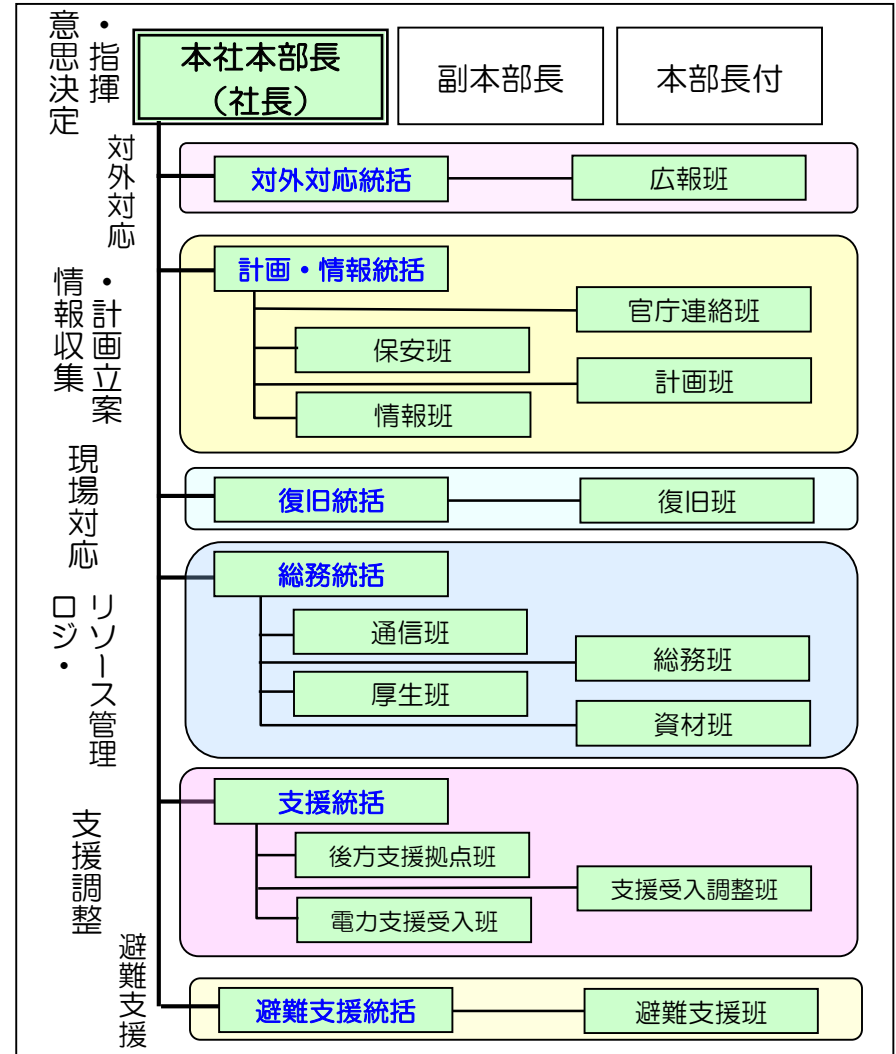 意思決定
・指揮
本社本部長
（社長）
副本部長
本部長付
対外対応
対外対応統括
広報班
情報収集
・計画立案
計画・情報統括
官庁連絡班
保安班
計画班
情報班
現場対応
復旧統括
復旧班
ロジ・
リソース管理
総務統括
通信班
総務班
厚生班
資材班
支援調整
支援統括
後方支援拠点班
支援受入調整班
電力支援受入班
避難支援
避難支援統括
避難支援班